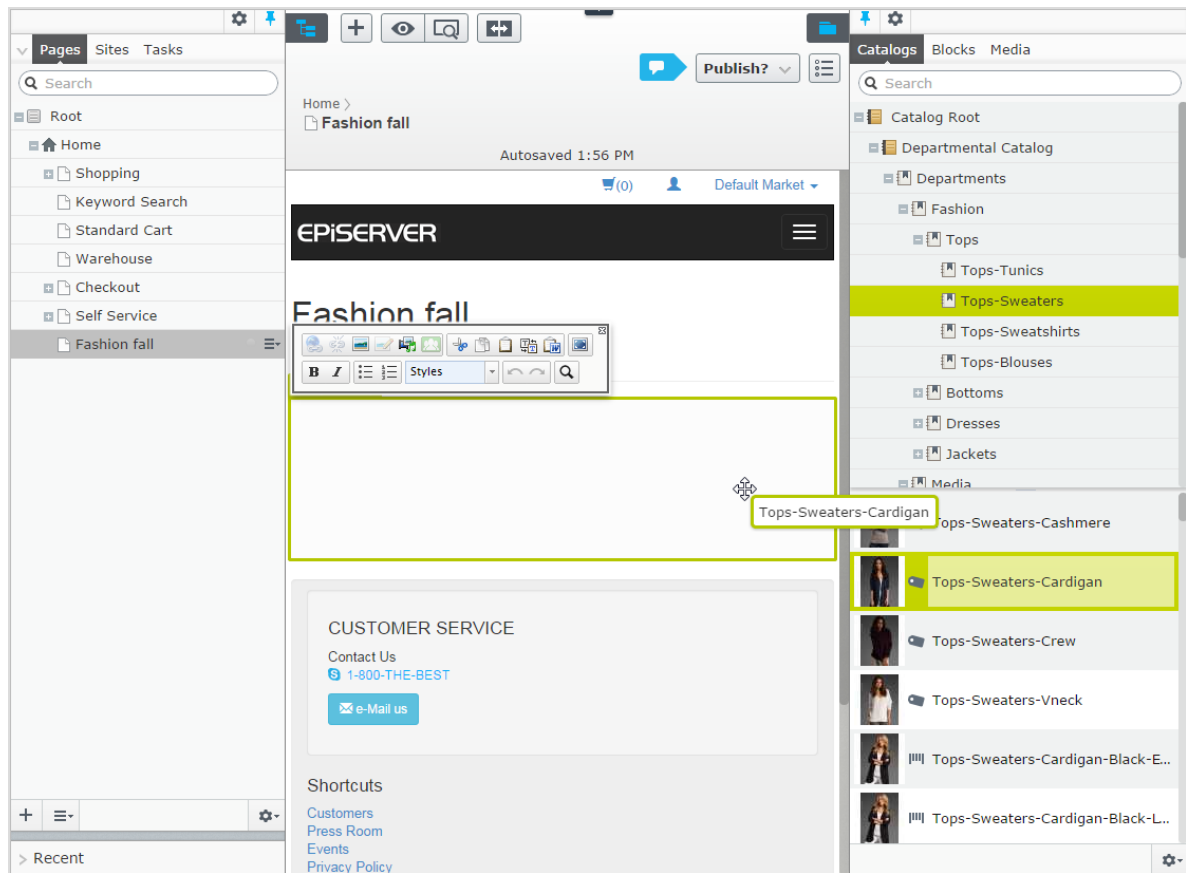 Pages Sites Tasks
Search
Root
Home
Shopping
Keyword Search
Standard Cart
Warehouse
Checkout
Self Service
Fashion fall
Recent
Publish?
Home
Fashion fall
Autosaved 1:56 PM
(0) Default Market
EPiSERVER
Fashion fall
B I Styles
Tops-Sweaters-Cardigan
CUSTOMER SERVICE
Contact Us
1-800-THE-BEST
e-Mail us
Shortcuts
Customers
Press Room
Events
Privacy Policy
Catalogs Blocks Media
Search
Catalog Root
Departmental Catalog
Departments
Fashion
Tops
Tops-Tunics
Tops-Sweaters
Tops-Sweatshirts
Tops-Blouses
Bottoms
Dresses
Jackets
Media
Tops-Sweaters-Cashmere
Tops-Sweaters-Cardigan
Tops-Sweaters-Crew
Tops-Sweaters-Vneck
Tops-Sweaters-Cardigan-Black-E...
Tops-Sweaters-Cardigan-Black-L...